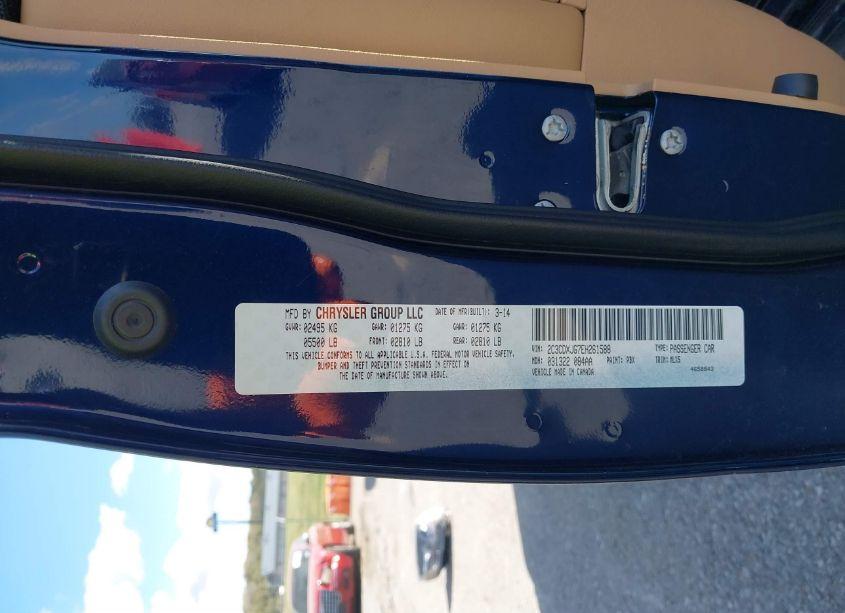 MFD BY CHRYSLER GROUP LLC DATE OF MFR(BUILT): 3-14
GVWR: 02495 KG GAWR: 01275 KG GAWR: 01275 KG
05500 LB FRONT: 02810 LB REAR: 02810 LB
THIS VEHICLE CONFORMS TO ALL APPLICABLE U.S.A. FEDERAL MOTOR VEHICLE SAFETY,
BUMPER AND THEFT PREVENTION STANDARDS IN EFFECT ON
THE DATE OF MANUFACTURE SHOWN ABOVE.
VIN: 2C3CDXJG7EH261588 TYPE: PASSENGER CAR
MDH: 031322 084AA PAINT: PBX TRIM: MLX5
VEHICLE MADE IN CANADA 4658843